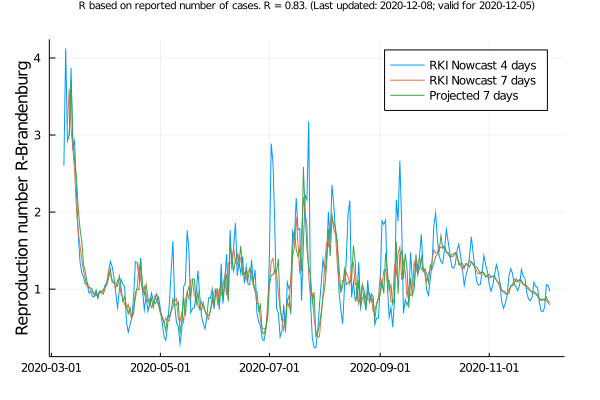 R based on reported number of cases. R = 0.83. (Last updated: 2020-12-08; valid for 2020-12-05)
Reproduction number R-Brandenburg
4
3
2
1
RKI Nowcast 4 days
RKI Nowcast 7 days
Projected 7 days
2020-03-01
2020-05-01
2020-07-01
2020-09-01
2020-11-01